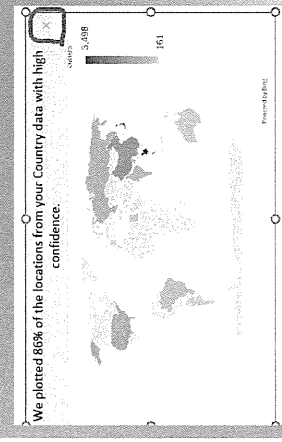 We plotted 86% of the locations from your Country data with high
confidence.
3,498
161
Powered by Bing